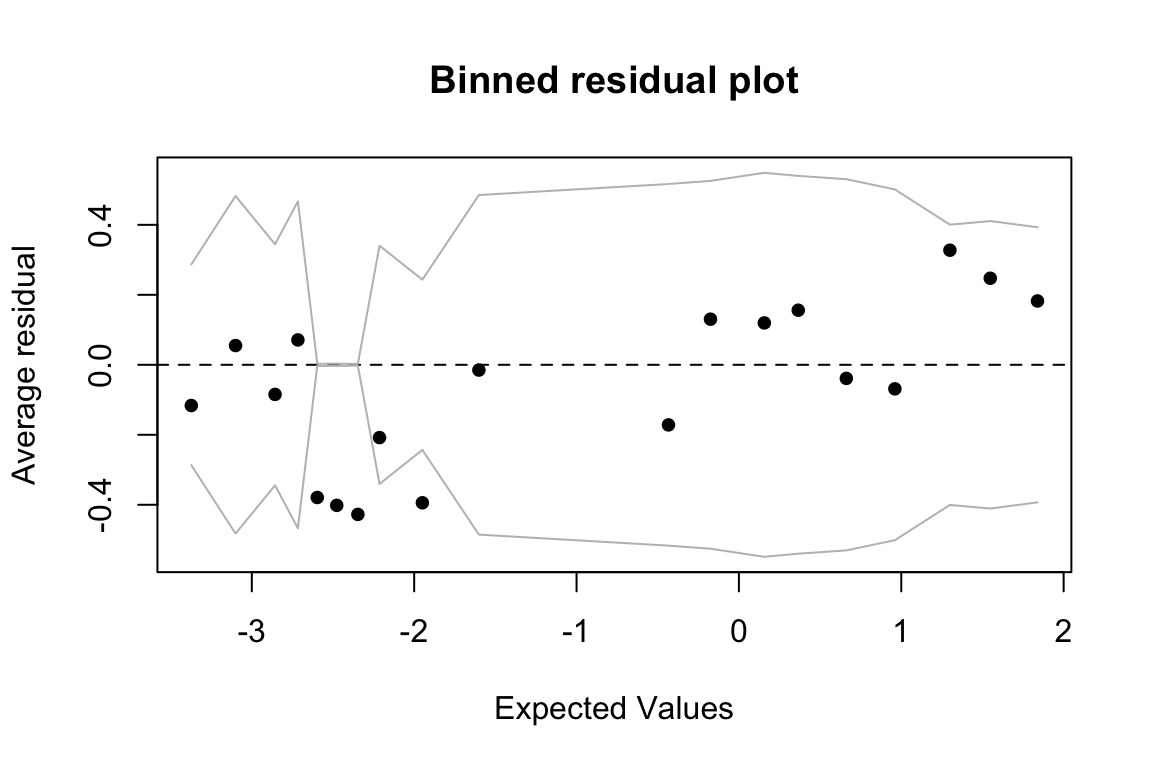 Binned residual plot
Average residual
0.4
0.0
-0.4
-3 -2 -1 0 1 2
Expected Values